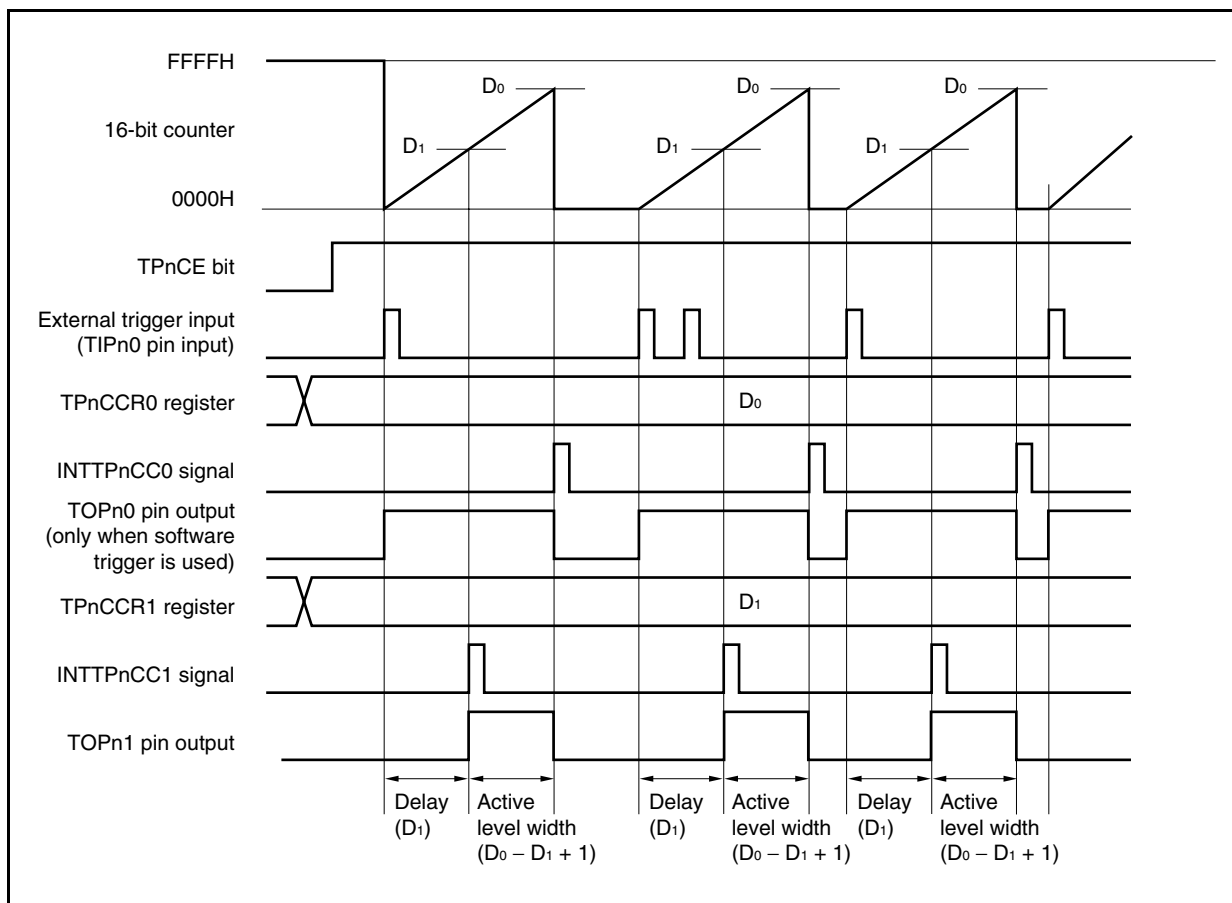 FFFFH
D0
D0
D0
16-bit counter
D1
D1
D1
0000H
TPnCE bit
External trigger input
(TIPn0 pin input)
TPnCCR0 register
D0
INTTPnCC0 signal
TOPn0 pin output
(only when software
trigger is used)
TPnCCR1 register
D1
INTTPnCC1 signal
TOPn1 pin output
Delay
(D1)
Active
level width
(D0 − D1 + 1)
Delay
(D1)
Active
level width
(D0 − D1 + 1)
Delay
(D1)
Active
level width
(D0 − D1 + 1)